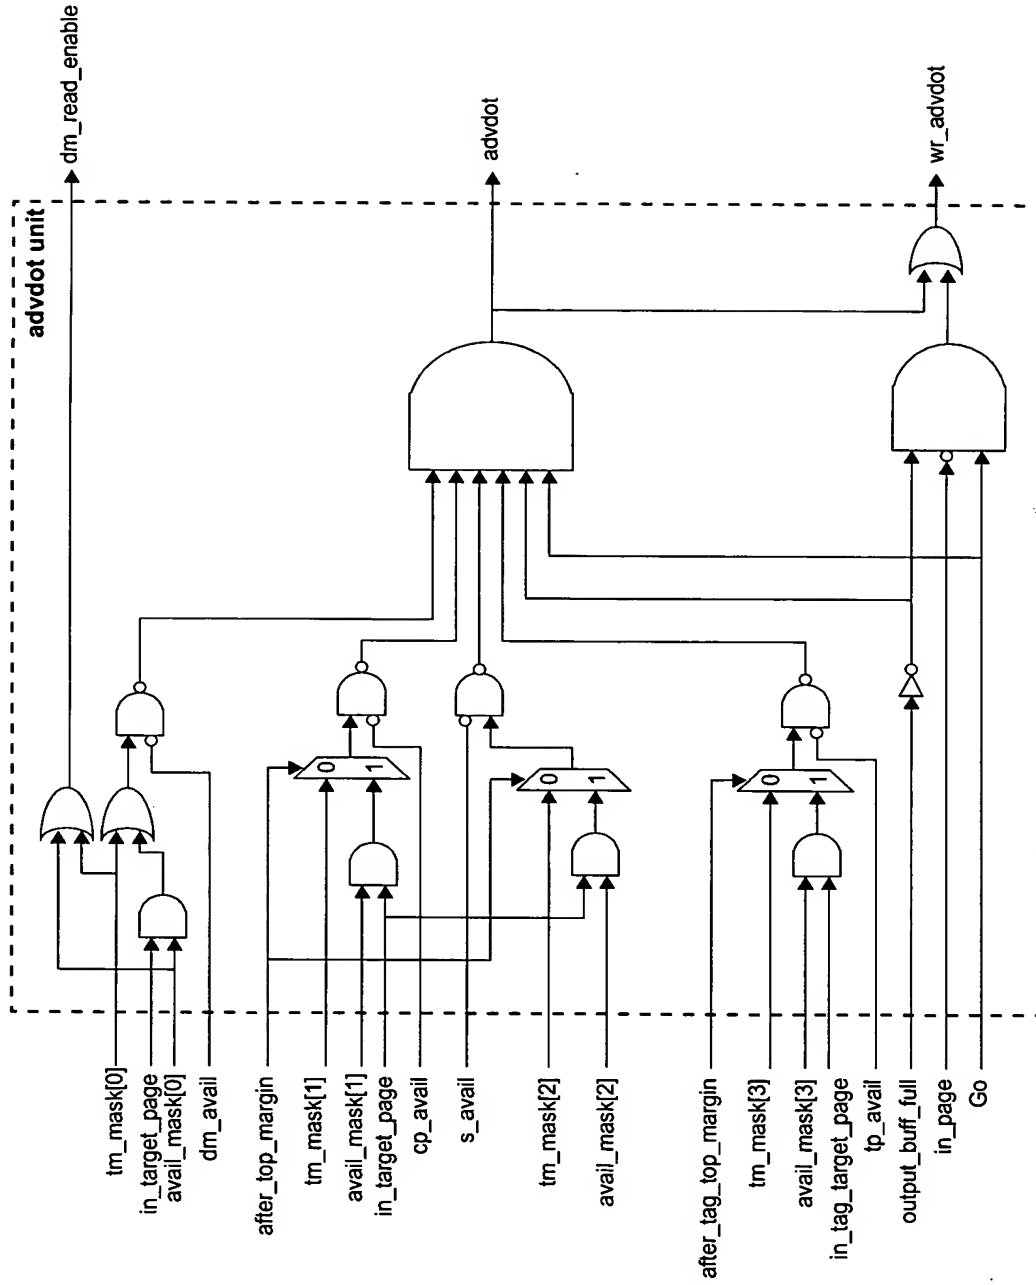 dm_read_enable
advdot unit
advdot
wr_advdot
tm_mask[0]
in_target_page
avail_mask[0]
dm_avail
after_top_margin
0
tm_mask[1]
1
avail_mask[1]
in_target_page
cp_avail
s_avail
0
tm_mask[2]
1
avail_mask[2]
after_tag_top_margin
0
tm_mask[3]
1
avail_mask[3]
in_tag_target_page
tp_avail
output_buff_full
in_page
Go